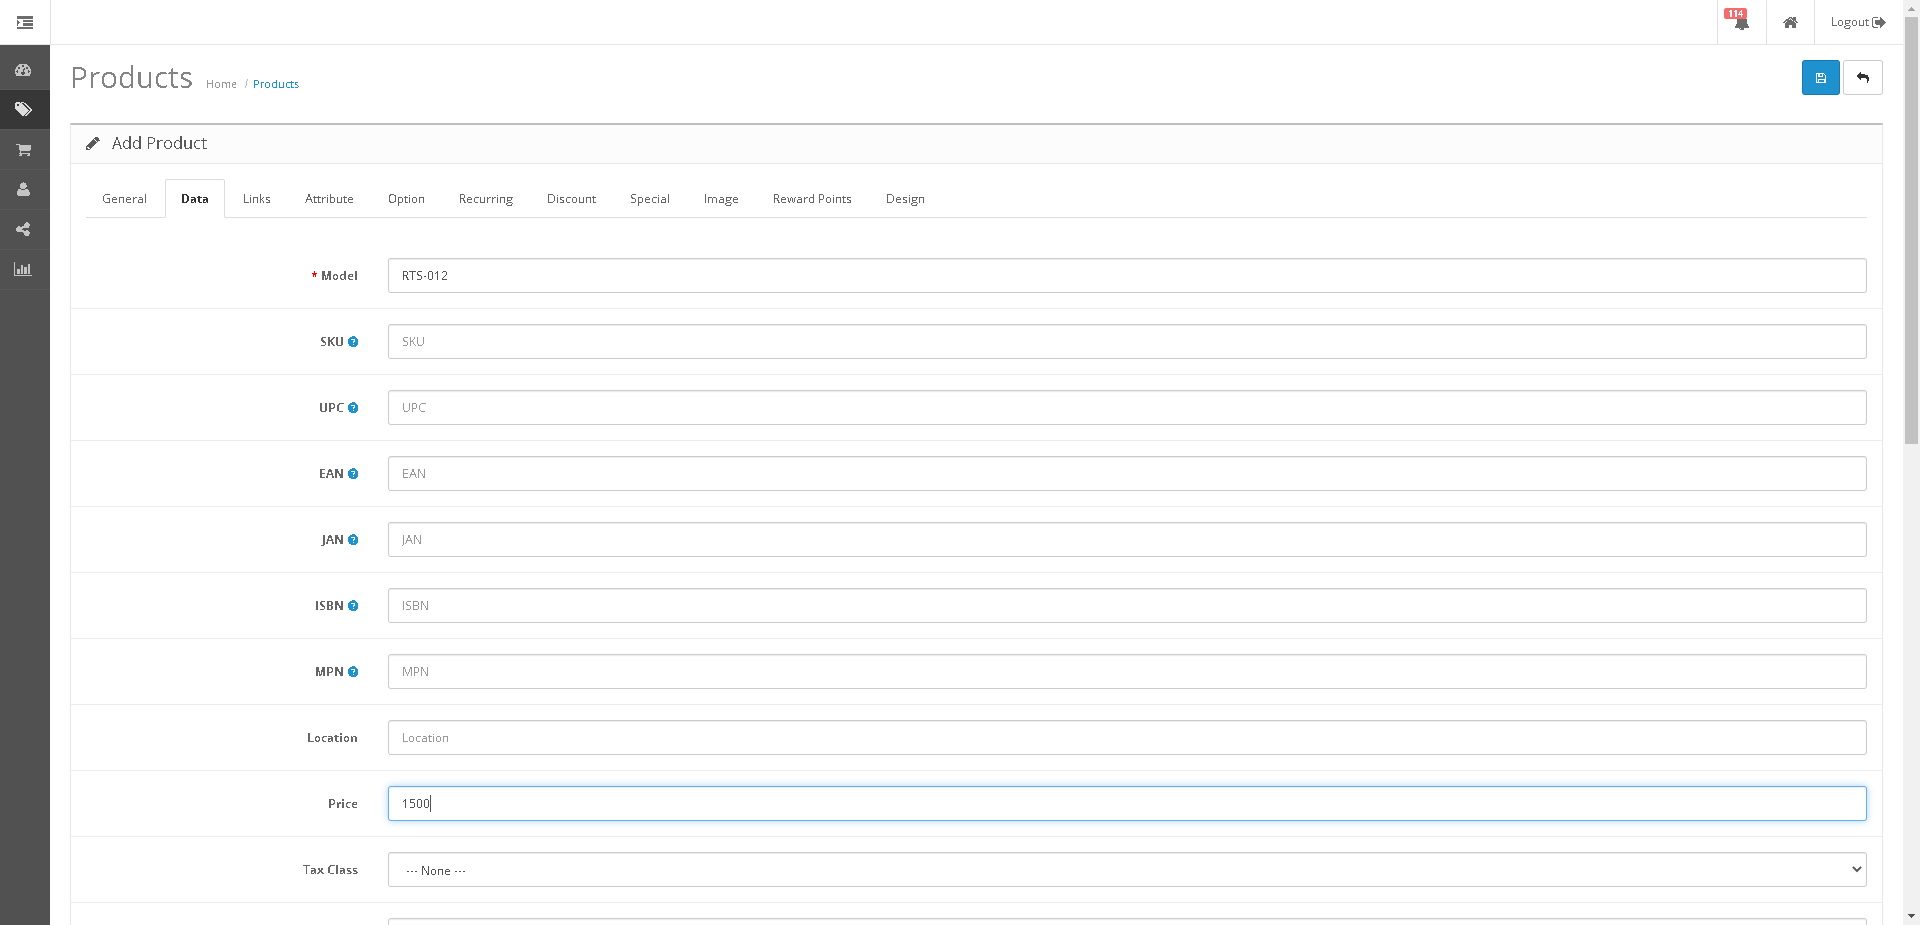 114
Logout
Products
Home / Products
Add Product
General Data Links Attribute Option Recurring Discount Special Image Reward Points Design
* Model RTS-012
SKU ? SKU
UPC ? UPC
EAN ? EAN
JAN ? JAN
ISBN ? ISBN
MPN ? MPN
Location Location
Price 1500
Tax Class --- None ---